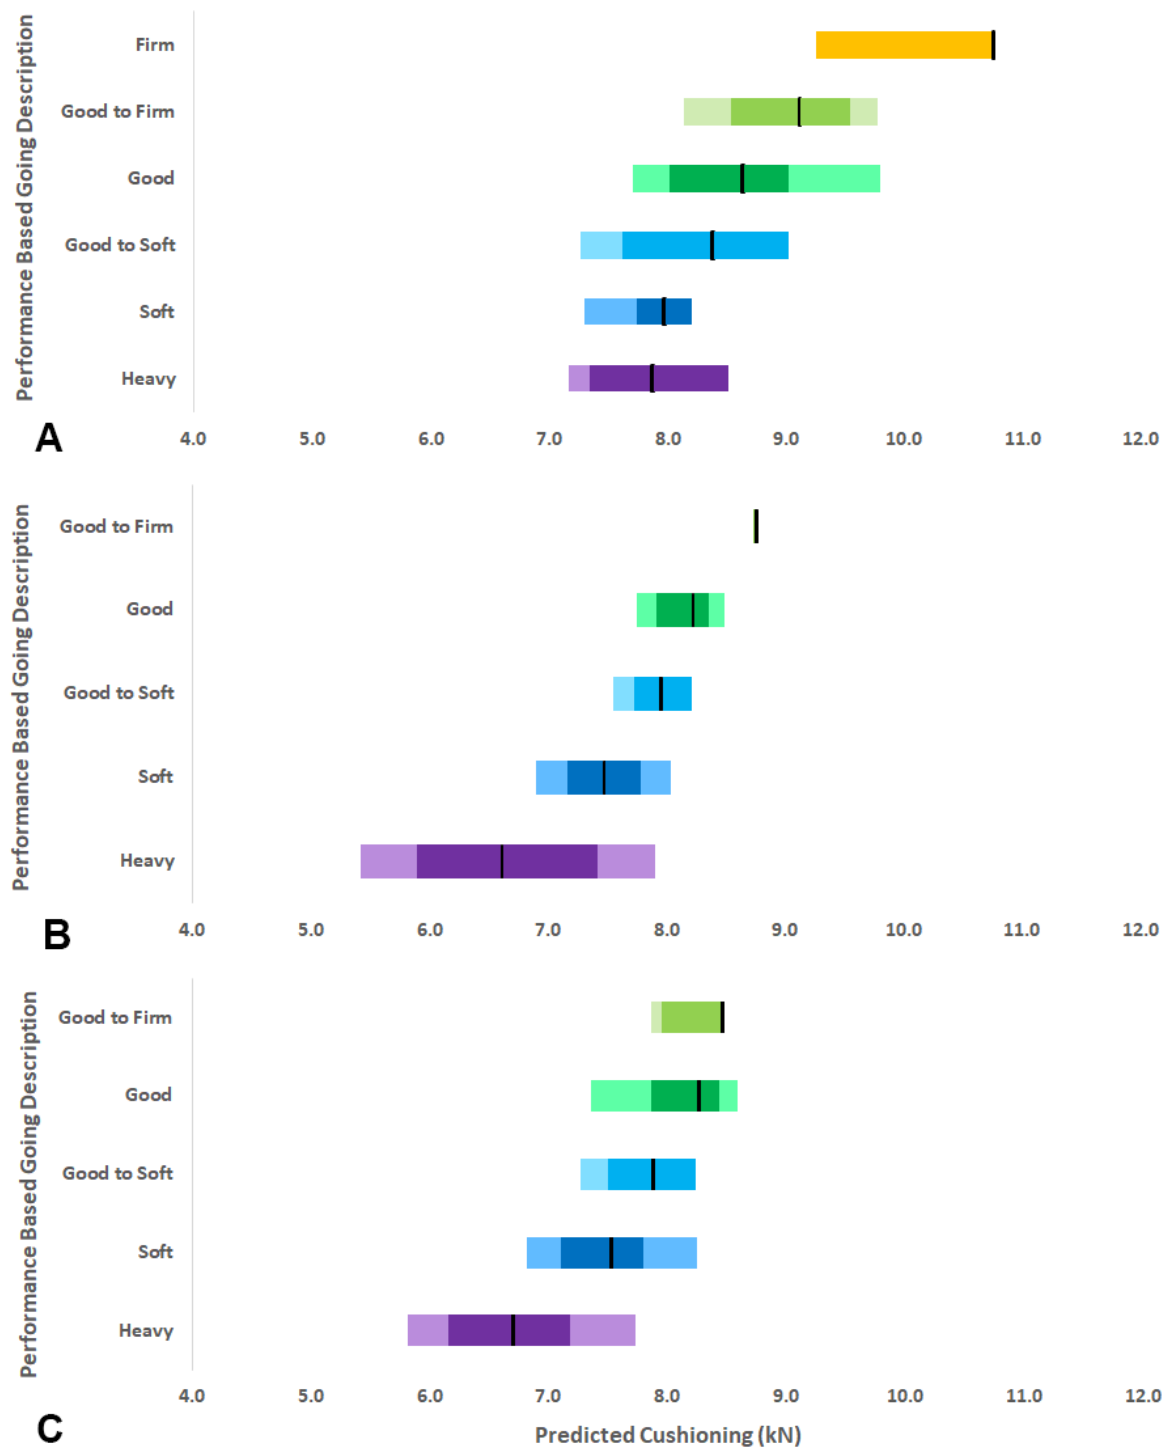 Performance Based Going Description
Firm
Good to Firm
Good
Good to Soft
Soft
Heavy
4.0 5.0 6.0 7.0 8.0 9.0 10.0 11.0 12.0
A
Performance Based Going Description
Good to Firm
Good
Good to Soft
Soft
Heavy
4.0 5.0 6.0 7.0 8.0 9.0 10.0 11.0 12.0
B
Performance Based Going Description
Good to Firm
Good
Good to Soft
Soft
Heavy
4.0 5.0 6.0 7.0 8.0 9.0 10.0 11.0 12.0
C
Predicted Cushioning (kN)